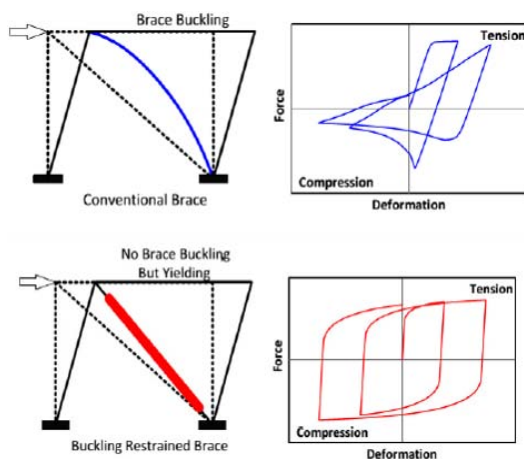 Brace Buckling
Conventional Brace
Tension
Force
Compression
Deformation
No Brace Buckling
But Yielding
Buckling Restrained Brace
Tension
Force
Compression
Deformation